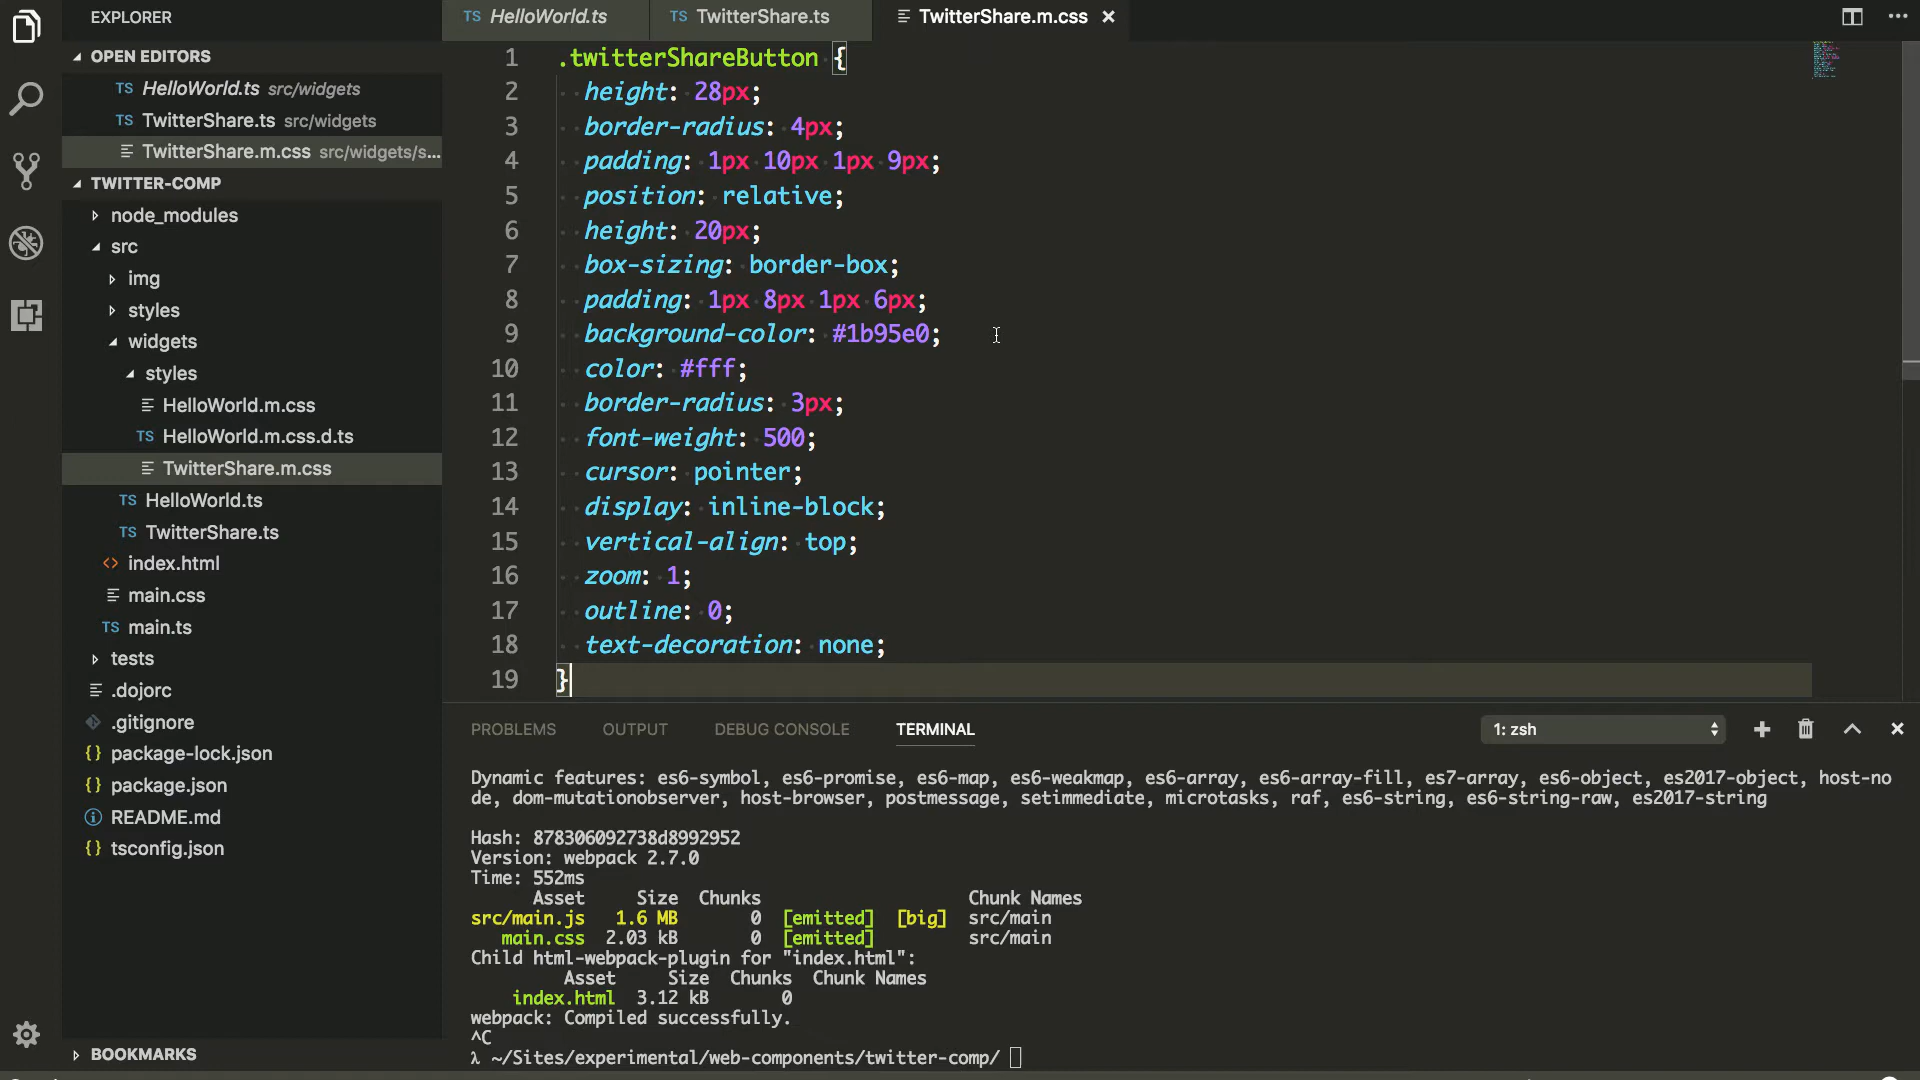 EXPLORER
HelloWorld.ts
TwitterShare.ts
TwitterShare.m.css
OPEN EDITORS
HelloWorld.ts src/widgets
TwitterShare.ts src/widgets
TwitterShare.m.css src/widgets/s...
TWITTER-COMP
node_modules
src
img
styles
widgets
styles
HelloWorld.m.css
TS HelloWorld.m.css.d.ts
TwitterShare.m.css
TS HelloWorld.ts
TS TwitterShare.ts
<> index.html
main.css
TS main.ts
tests
.dojorc
.gitignore
{} package-lock.json
{} package.json
README.md
{} tsconfig.json
BOOKMARKS
1 .twitterShareButton {
2 height: 28px;
3 border-radius: 4px;
4 padding: 1px 10px 1px 9px;
5 position: relative;
6 height: 20px;
7 box-sizing: border-box;
8 padding: 1px 8px 1px 6px;
9 background-color: #1b95e0;
10 color: #fff;
11 border-radius: 3px;
12 font-weight: 500;
13 cursor: pointer;
14 display: inline-block;
15 vertical-align: top;
16 zoom: 1;
17 outline: 0;
18 text-decoration: none;
19 }
PROBLEMS OUTPUT DEBUG CONSOLE TERMINAL 1: zsh
Dynamic features: es6-symbol, es6-promise, es6-map, es6-weakmap, es6-array, es6-array-fill, es7-array, es6-object, es2017-object, host-no
de, dom-mutationobserver, host-browser, postmessage, setimmediate, microtasks, raf, es6-string, es6-string-raw, es2017-string
Hash: 878306092738d8992952
Version: webpack 2.7.0
Time: 552ms
Asset Size Chunks Chunk Names
src/main.js 1.6 MB 0 [emitted] [big] src/main
main.css 2.03 kB 0 [emitted] src/main
Child html-webpack-plugin for "index.html":
Asset Size Chunks Chunk Names
index.html 3.12 kB 0
webpack: Compiled successfully.
^C
λ ~/Sites/experimental/web-components/twitter-comp/